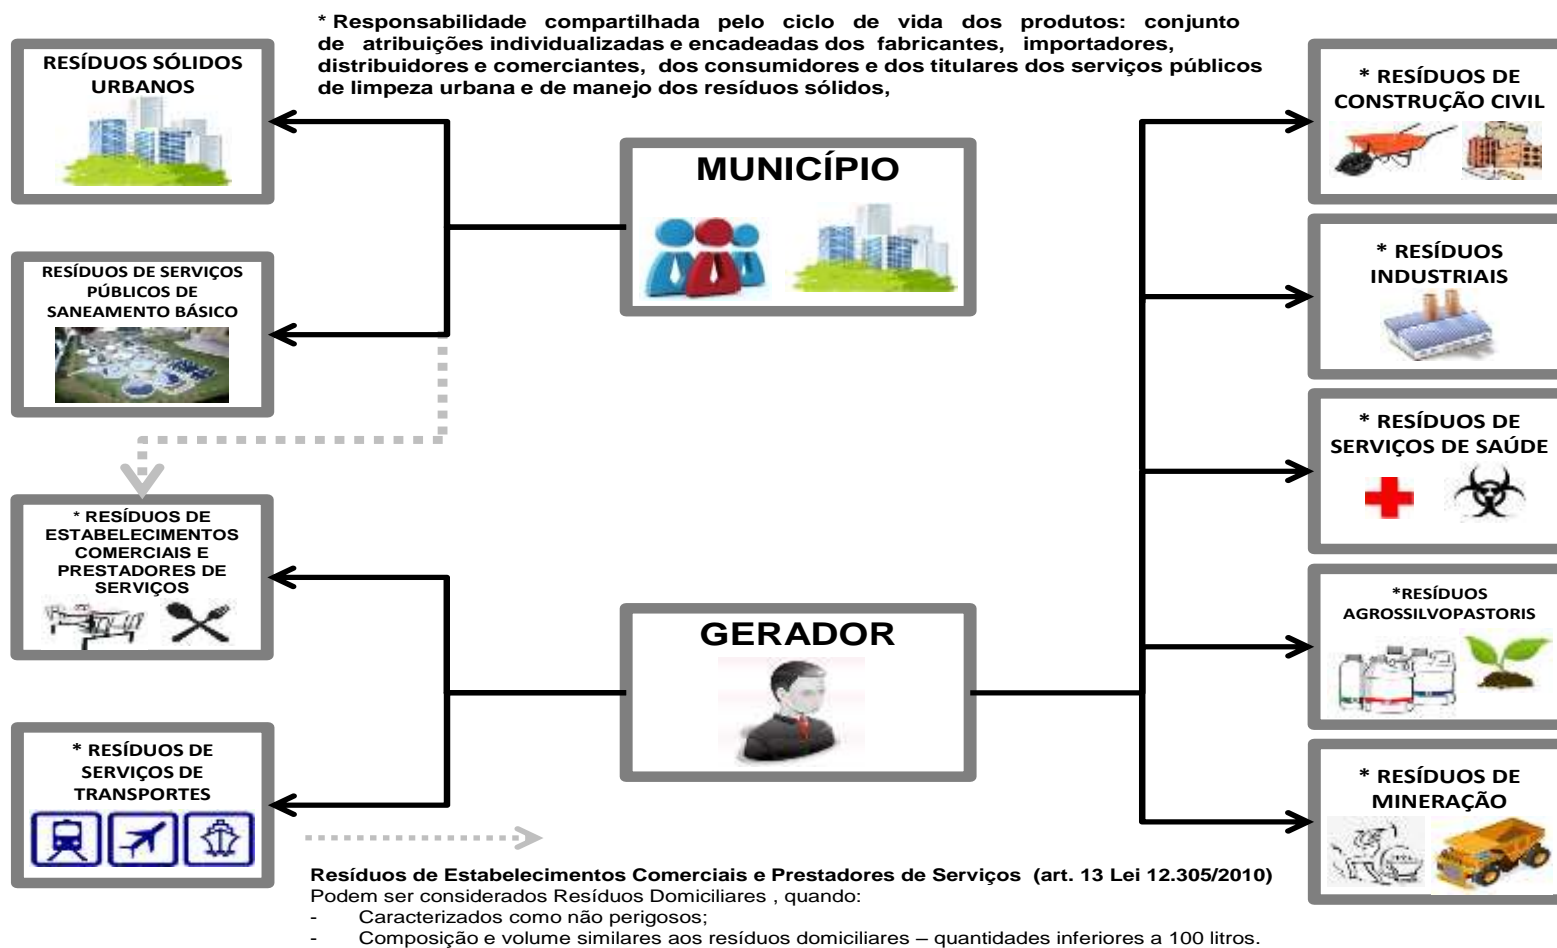 * Responsabilidade compartilhada pelo ciclo de vida dos produtos: conjunto
de atribuições individualizadas e encadeadas dos fabricantes, importadores,
distribuidores e comerciantes, dos consumidores e dos titulares dos serviços públicos
de limpeza urbana e de manejo dos resíduos sólidos,
RESÍDUOS SÓLIDOS
URBANOS
RESÍDUOS DE SERVIÇOS
PÚBLICOS DE
SANEAMENTO BÁSICO
* RESÍDUOS DE
ESTABELECIMENTOS
COMERCIAIS E
PRESTADORES DE
SERVIÇOS
* RESÍDUOS DE
SERVIÇOS DE
TRANSPORTES
MUNICÍPIO
GERADOR
* RESÍDUOS DE
CONSTRUÇÃO CIVIL
* RESÍDUOS
INDUSTRIAIS
* RESÍDUOS DE
SERVIÇOS DE SAÚDE
*RESÍDUOS
AGROSSILVOPASTORIS
* RESÍDUOS DE
MINERAÇÃO
Resíduos de Estabelecimentos Comerciais e Prestadores de Serviços (art. 13 Lei 12.305/2010)
Podem ser considerados Resíduos Domiciliares , quando:
- Caracterizados como não perigosos;
- Composição e volume similares aos resíduos domiciliares – quantidades inferiores a 100 litros.